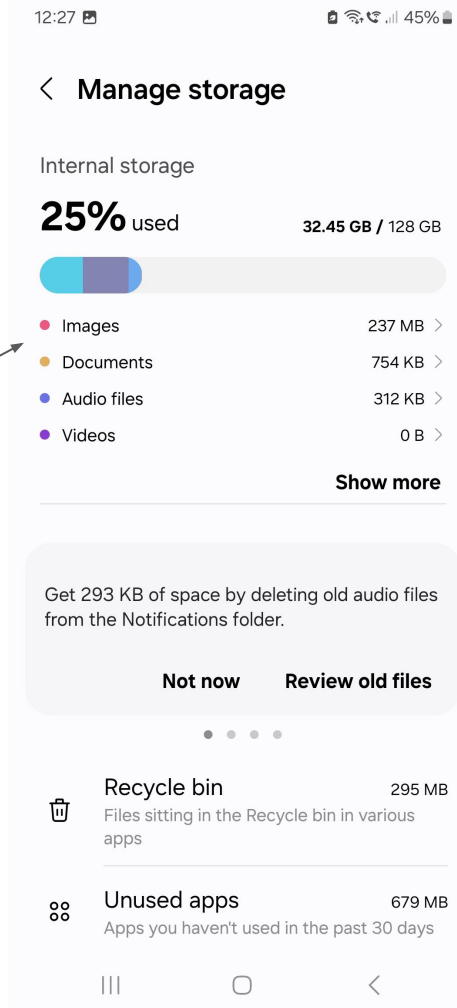 12:27 45%
Manage storage
Internal storage
25% used 32.45 GB / 128 GB
Images 237 MB
Documents 754 KB
Audio files 312 KB
Videos 0 B
Show more
Get 293 KB of space by deleting old audio files
from the Notifications folder.
Not now Review old files
Recycle bin 295 MB
Files sitting in the Recycle bin in various
apps
Unused apps 679 MB
Apps you haven't used in the past 30 days